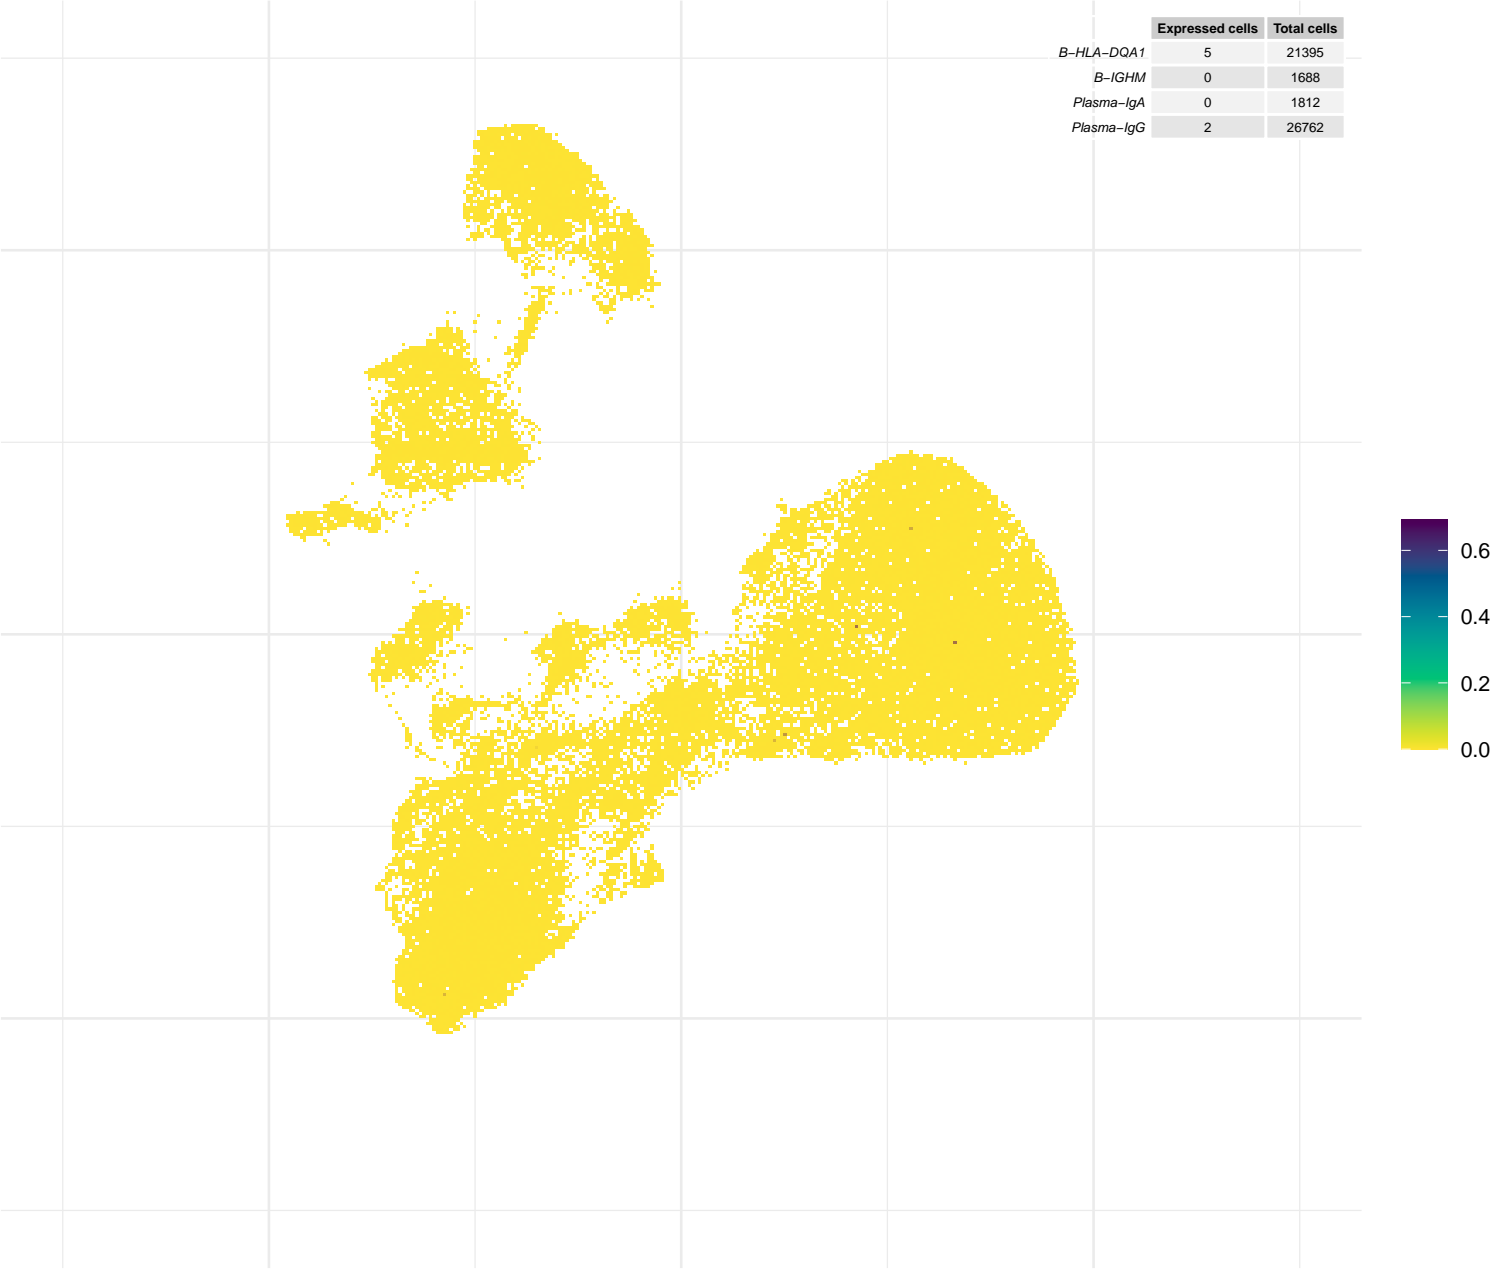 Expressed cells Total cells
B−HLA−DQA1 5 21395
B−IGHM 0 1688
Plasma−IgA 0 1812
Plasma−IgG 2 26762
0.6
0.4
0.2
0.0